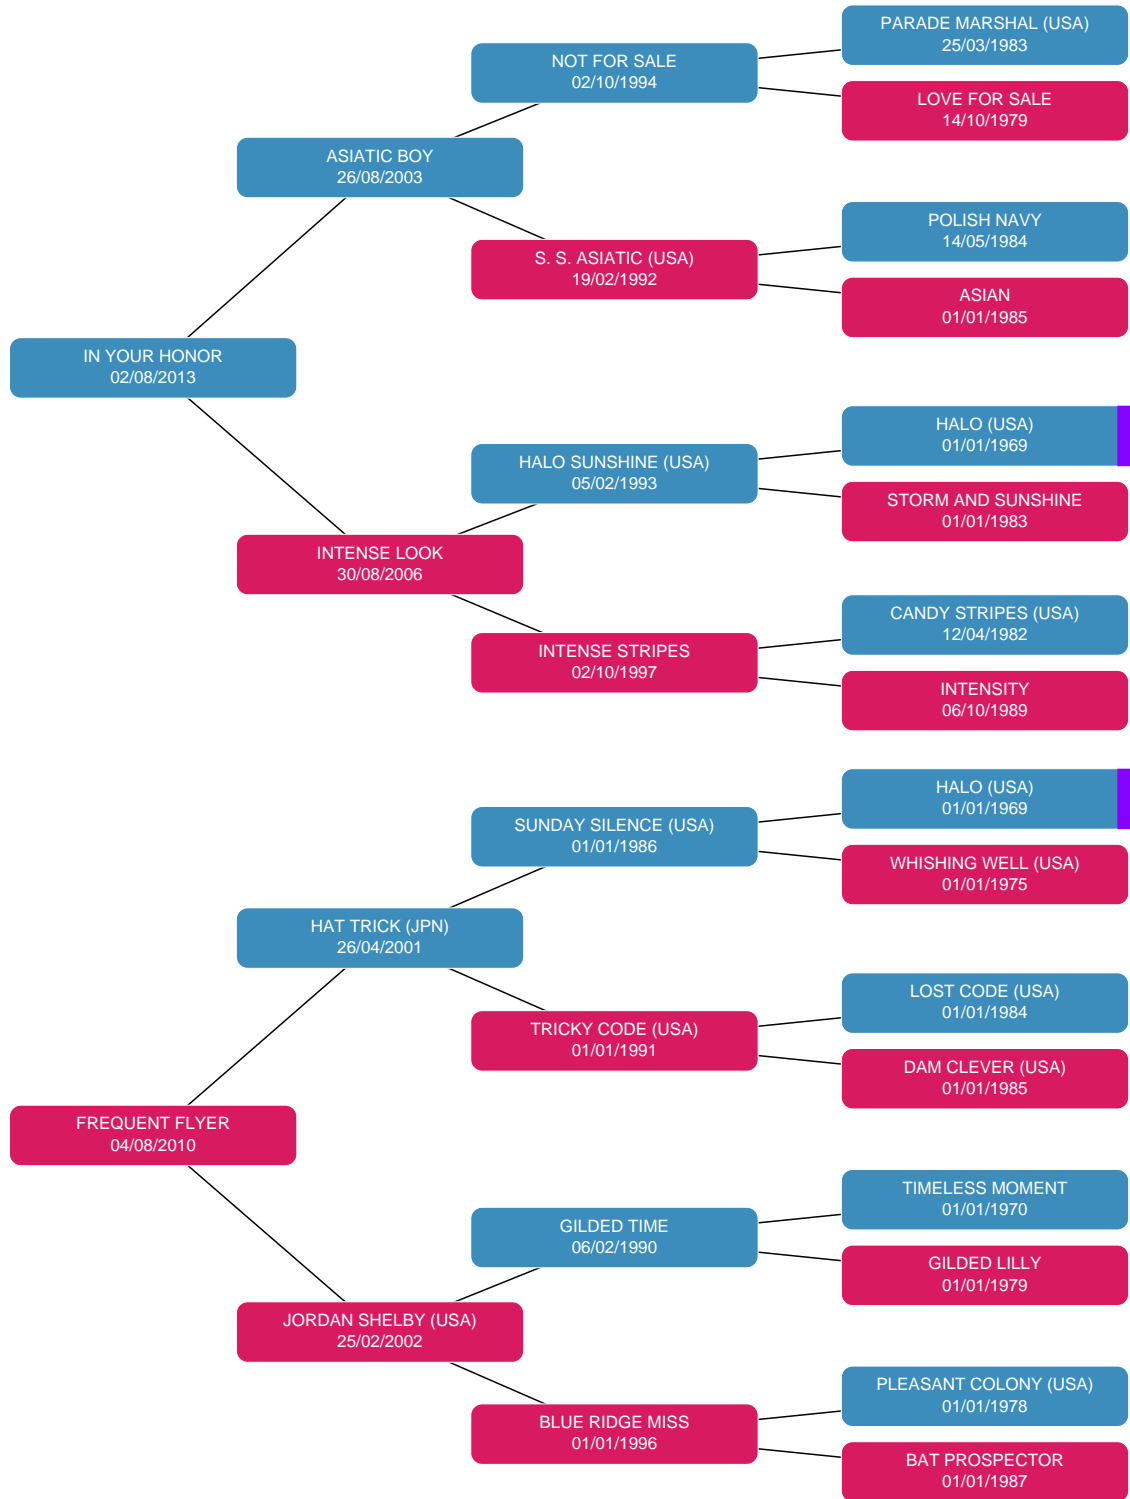 PARADE MARSHAL (USA)
25/03/1983
NOT FOR SALE
02/10/1994
LOVE FOR SALE
14/10/1979
ASIATIC BOY
26/08/2003
POLISH NAVY
14/05/1984
S. S. ASIATIC (USA)
19/02/1992
ASIAN
01/01/1985
IN YOUR HONOR
02/08/2013
HALO (USA)
01/01/1969
HALO SUNSHINE (USA)
05/02/1993
STORM AND SUNSHINE
01/01/1983
INTENSE LOOK
30/08/2006
CANDY STRIPES (USA)
12/04/1982
INTENSE STRIPES
02/10/1997
INTENSITY
06/10/1989
HALO (USA)
01/01/1969
SUNDAY SILENCE (USA)
01/01/1986
WHISHING WELL (USA)
01/01/1975
HAT TRICK (JPN)
26/04/2001
LOST CODE (USA)
01/01/1984
TRICKY CODE (USA)
01/01/1991
DAM CLEVER (USA)
01/01/1985
FREQUENT FLYER
04/08/2010
TIMELESS MOMENT
01/01/1970
GILDED TIME
06/02/1990
GILDED LILLY
01/01/1979
JORDAN SHELBY (USA)
25/02/2002
PLEASANT COLONY (USA)
01/01/1978
BLUE RIDGE MISS
01/01/1996
BAT PROSPECTOR
01/01/1987